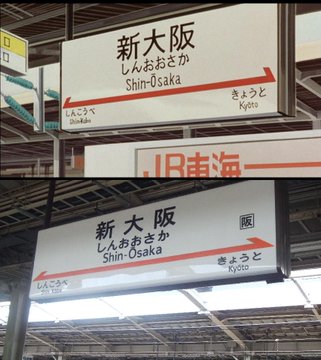 新大阪
しんおおさか
Shin-Ōsaka
しんこうべ
Shin-Kobe
きょうと
Kyōto
JR東海
新大阪
阪
しんおおさか
Shin-Ōsaka
しんこうべ
きょうと
Kyōto